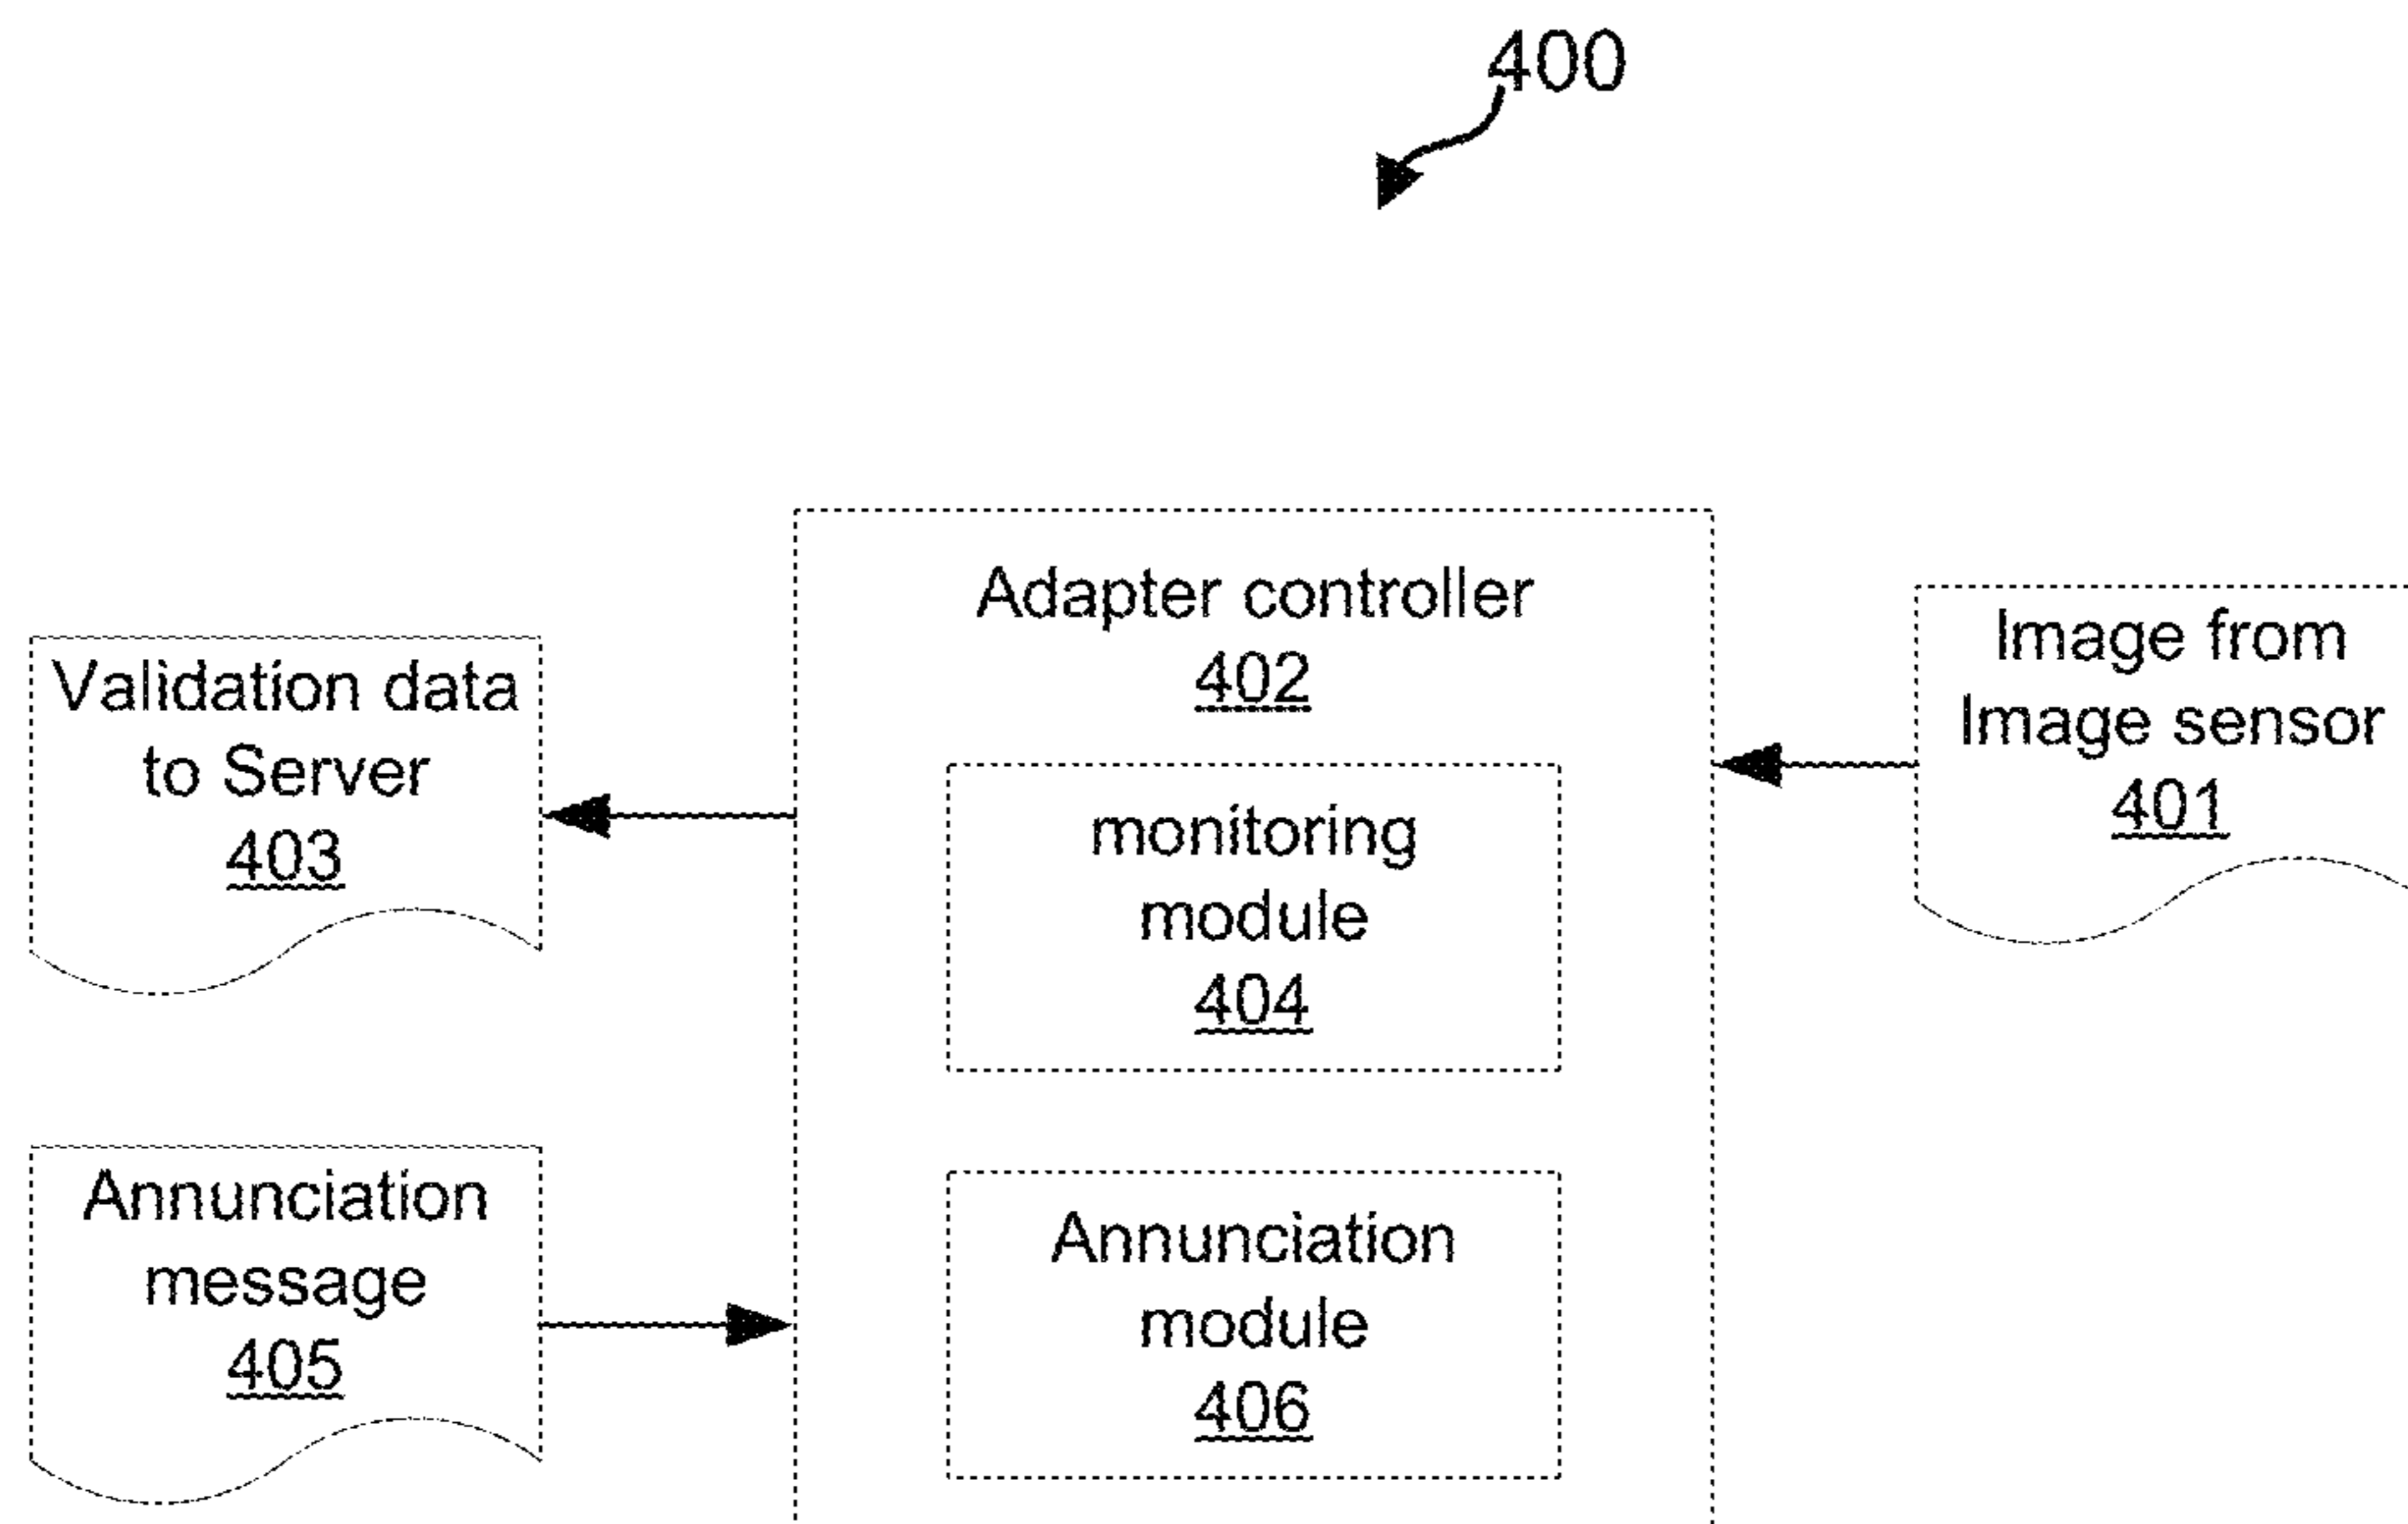 400
Adapter controller
402
Validation data
to Server
403
monitoring
module
404
Image from
Image sensor
401
Annunciation
message
405
Annunciation
module
406